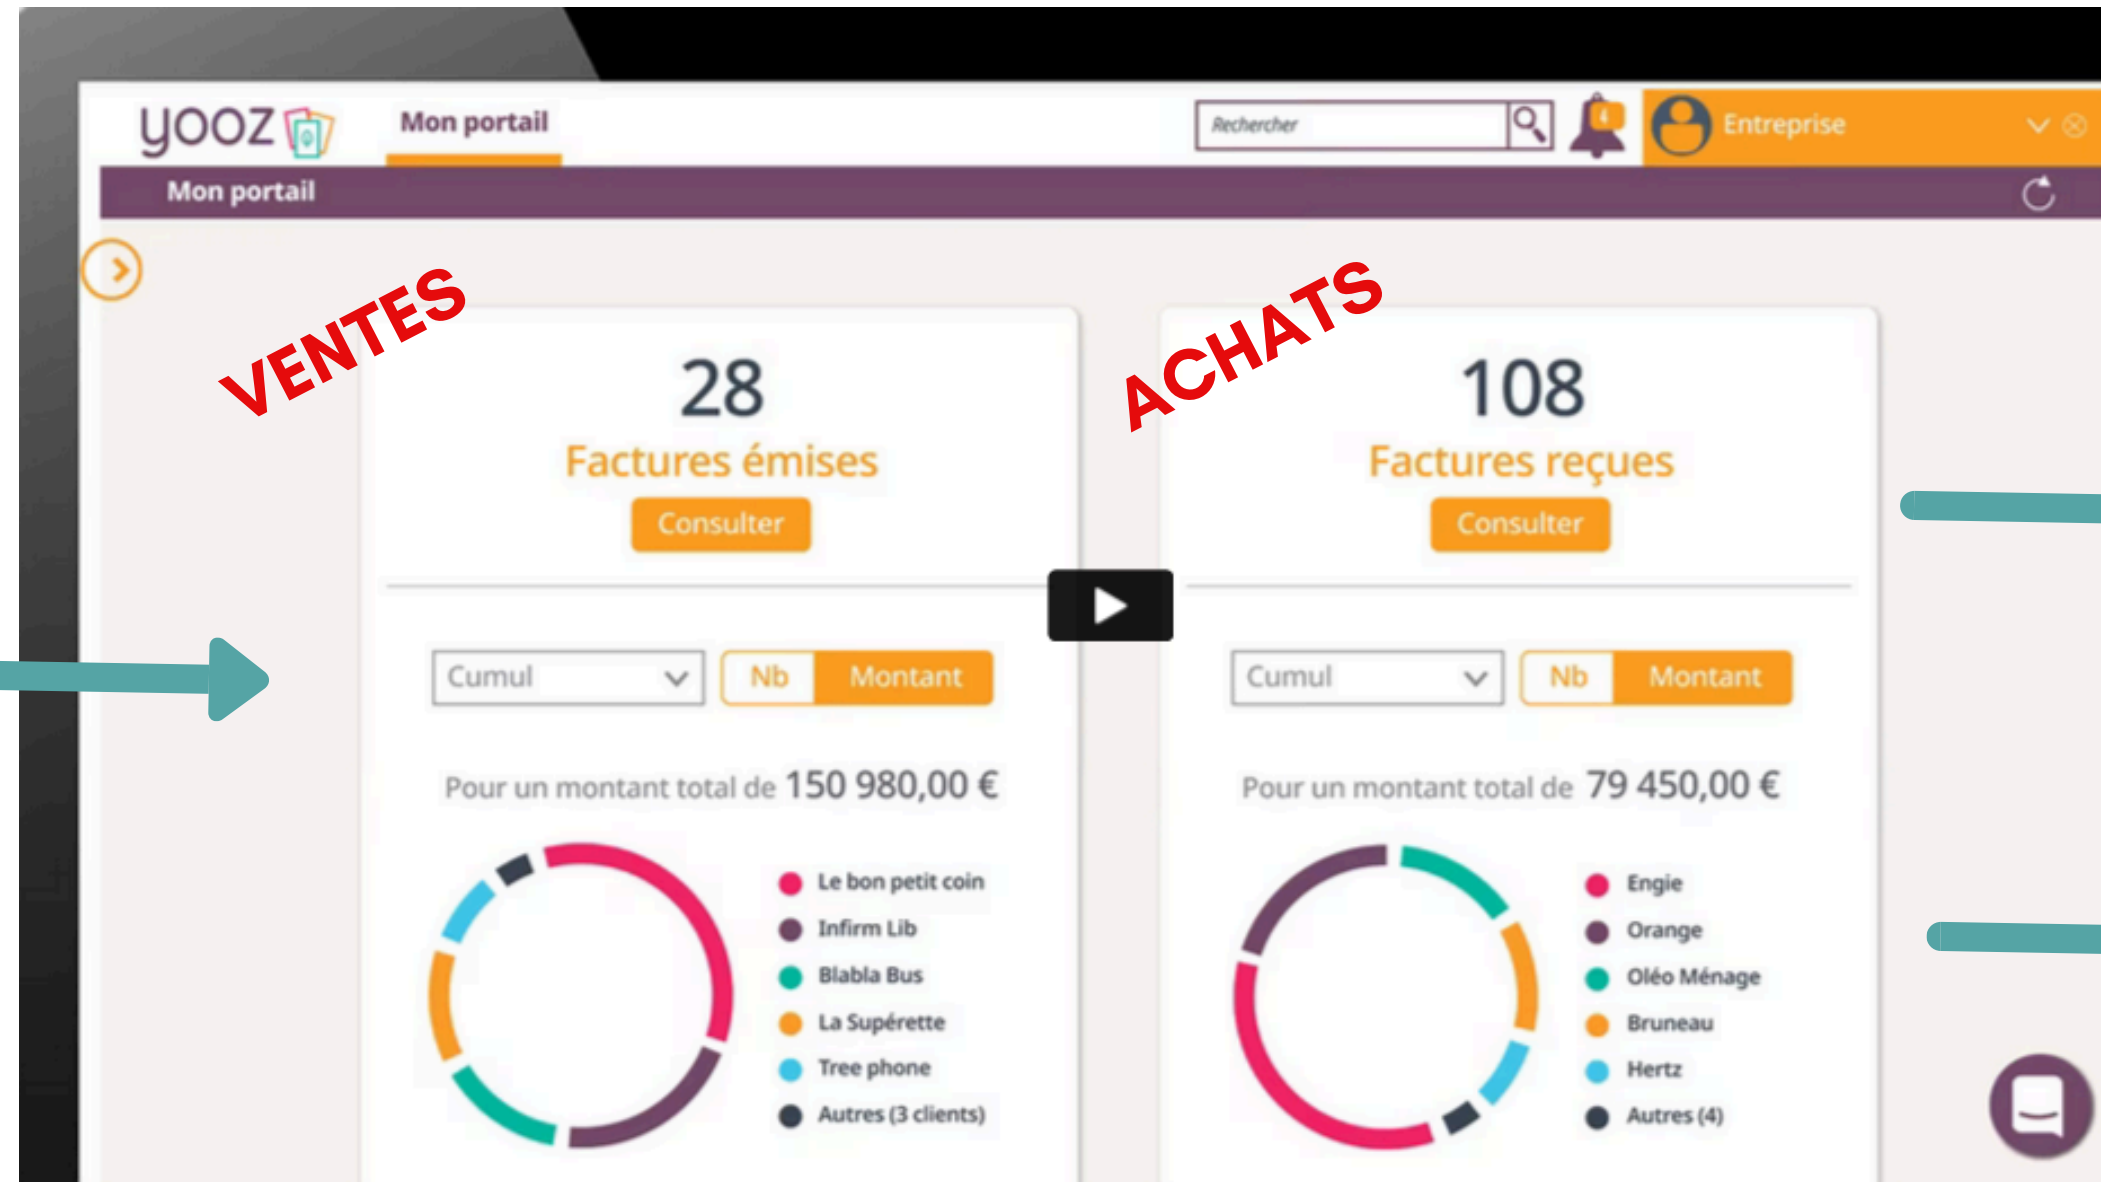 yooz
Mon portail
Rechercher
4
Entreprise
Mon portail
VENTES
28
Factures émises
Consulter
Cumul
Nb
Montant
Pour un montant total de 150 980,00 €
Le bon petit coin
Infirm Lib
Blabla Bus
La Supérette
Tree phone
Autres (3 clients)
ACHATS
108
Factures reçues
Consulter
Cumul
Nb
Montant
Pour un montant total de 79 450,00 €
Engie
Orange
Oléo Ménage
Bruneau
Hertz
Autres (4)